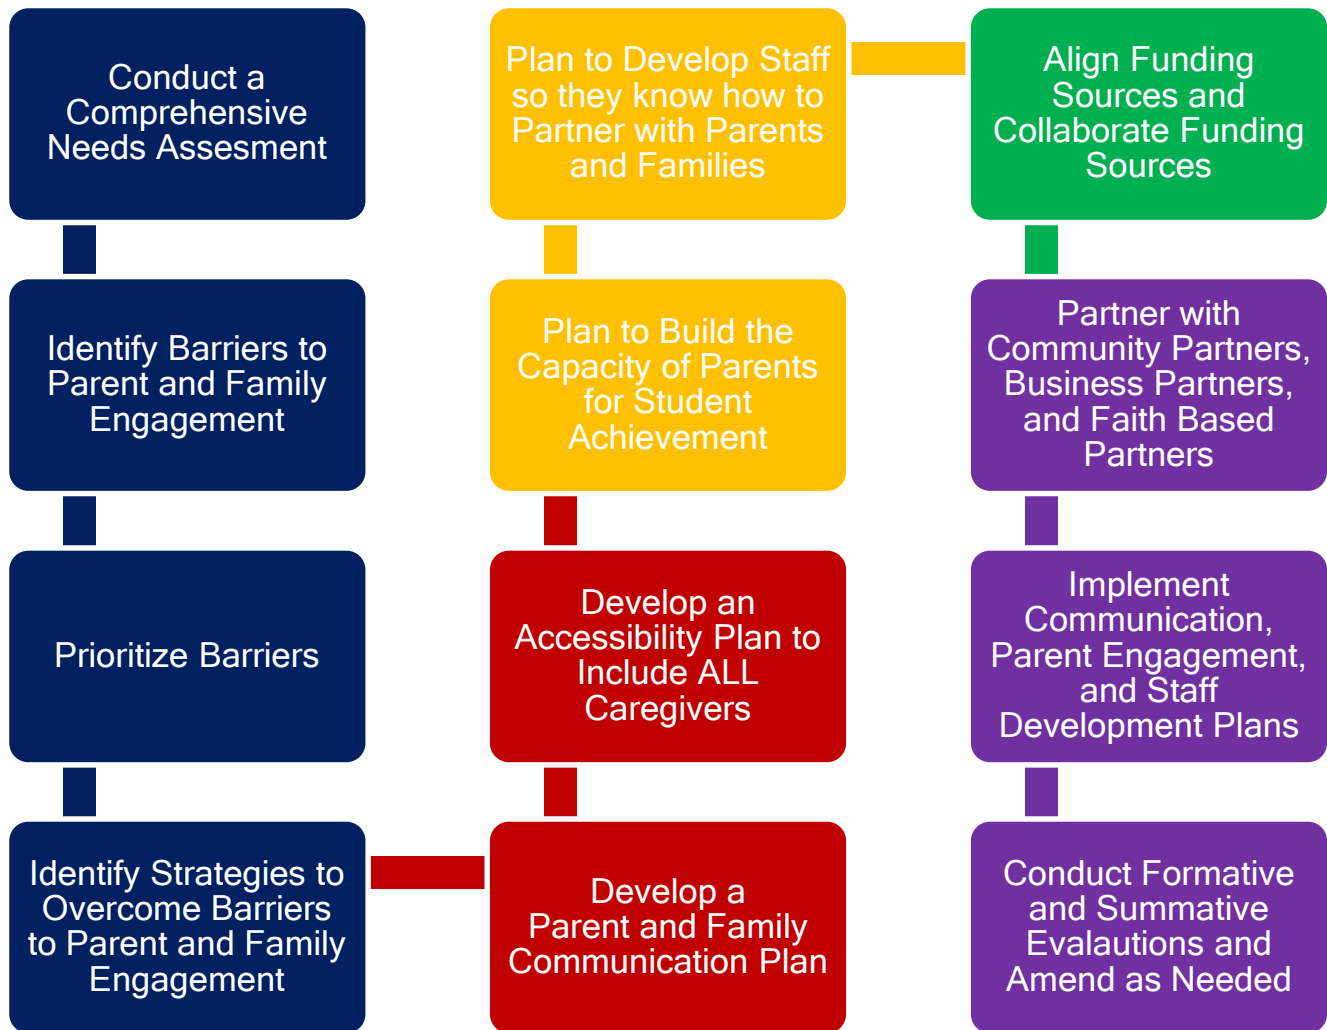 Conduct a
Comprehensive
Needs Assesment
Identify Barriers to
Parent and Family
Engagement
Prioritize Barriers
Identify Strategies to
Overcome Barriers
to Parent and Family
Engagement
Develop a
Parent and Family
Communication Plan
Develop an
Accessibility Plan to
Include ALL
Caregivers
Plan to Build the
Capacity of Parents
for Student
Achievement
Plan to Develop Staff
so they know how to
Partner with Parents
and Families
Align Funding
Sources and
Collaborate Funding
Sources
Partner with
Community Partners,
Business Partners,
and Faith Based
Partners
Implement
Communication,
Parent Engagement,
and Staff
Development Plans
Conduct Formative
and Summative
Evalautions and
Amend as Needed